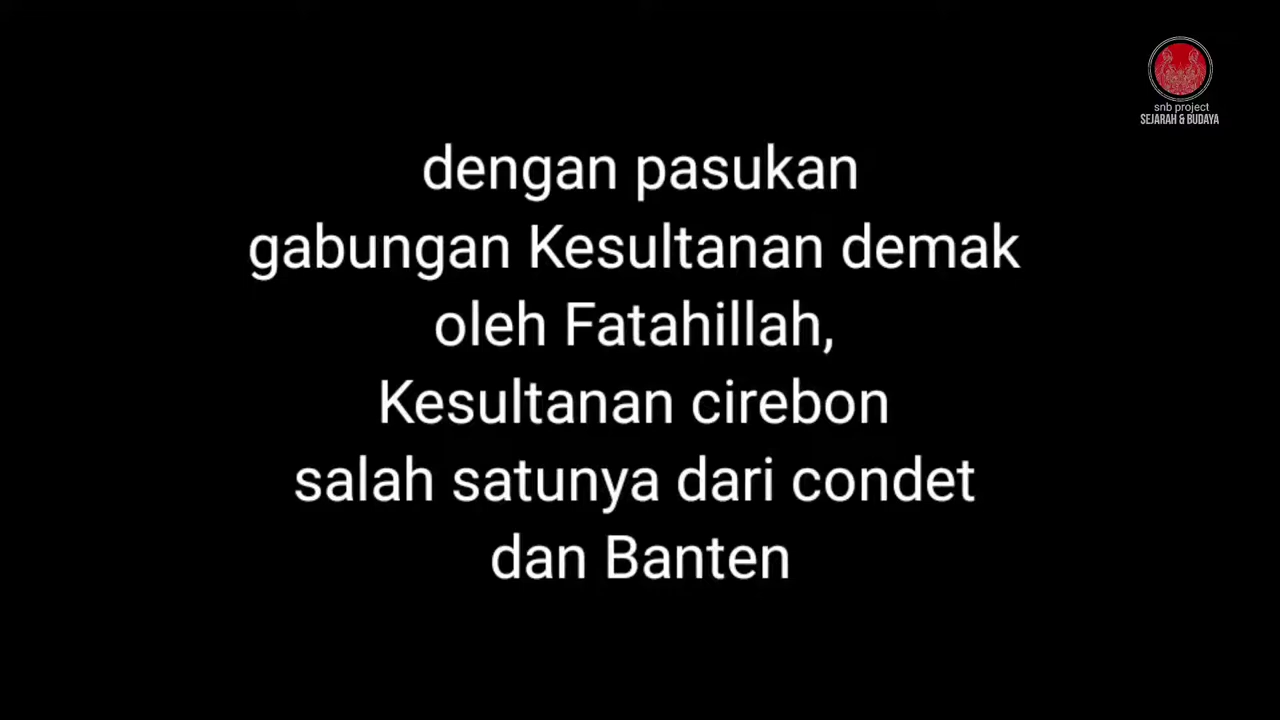 snb project
SEJARAH & BUDAYA
dengan pasukan
gabungan Kesultanan demak
oleh Fatahillah,
Kesultanan cirebon
salah satunya dari condet
dan Banten